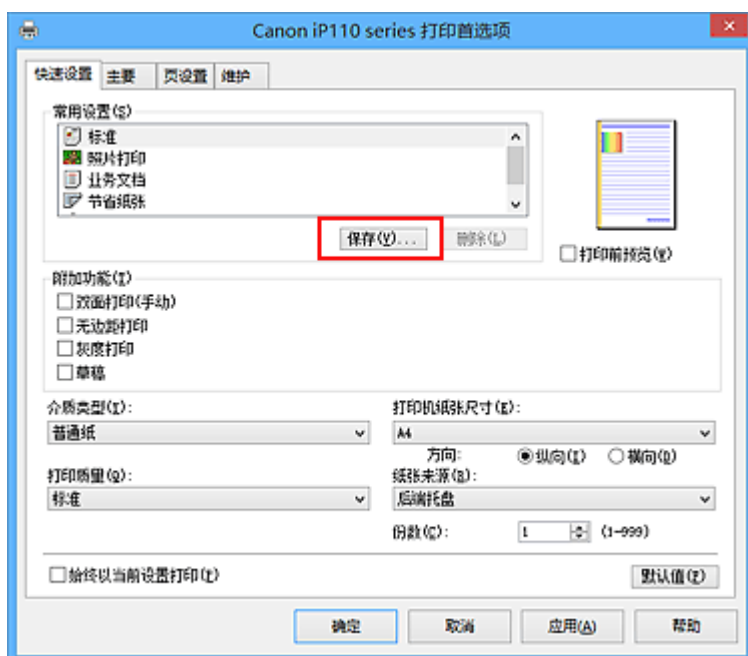 Canon iP110 series 打印首选项
快速设置 主要 页设置 维护
常用设置(S)
标准
照片打印
业务文档
节省纸张
保存(V)... 删除(L)
打印前预览(W)
附加功能(I)
双面打印(手动)
无边距打印
灰度打印
草稿
介质类型(I): 打印机纸张尺寸(E):
普通纸 A4
方向: 纵向(I) 横向(D)
打印质量(Q): 纸张来源(B):
标准 后端托盘
份数(C): 1 (1-999)
始终以当前设置打印(t) 默认值(F)
确定 取消 应用(A) 帮助